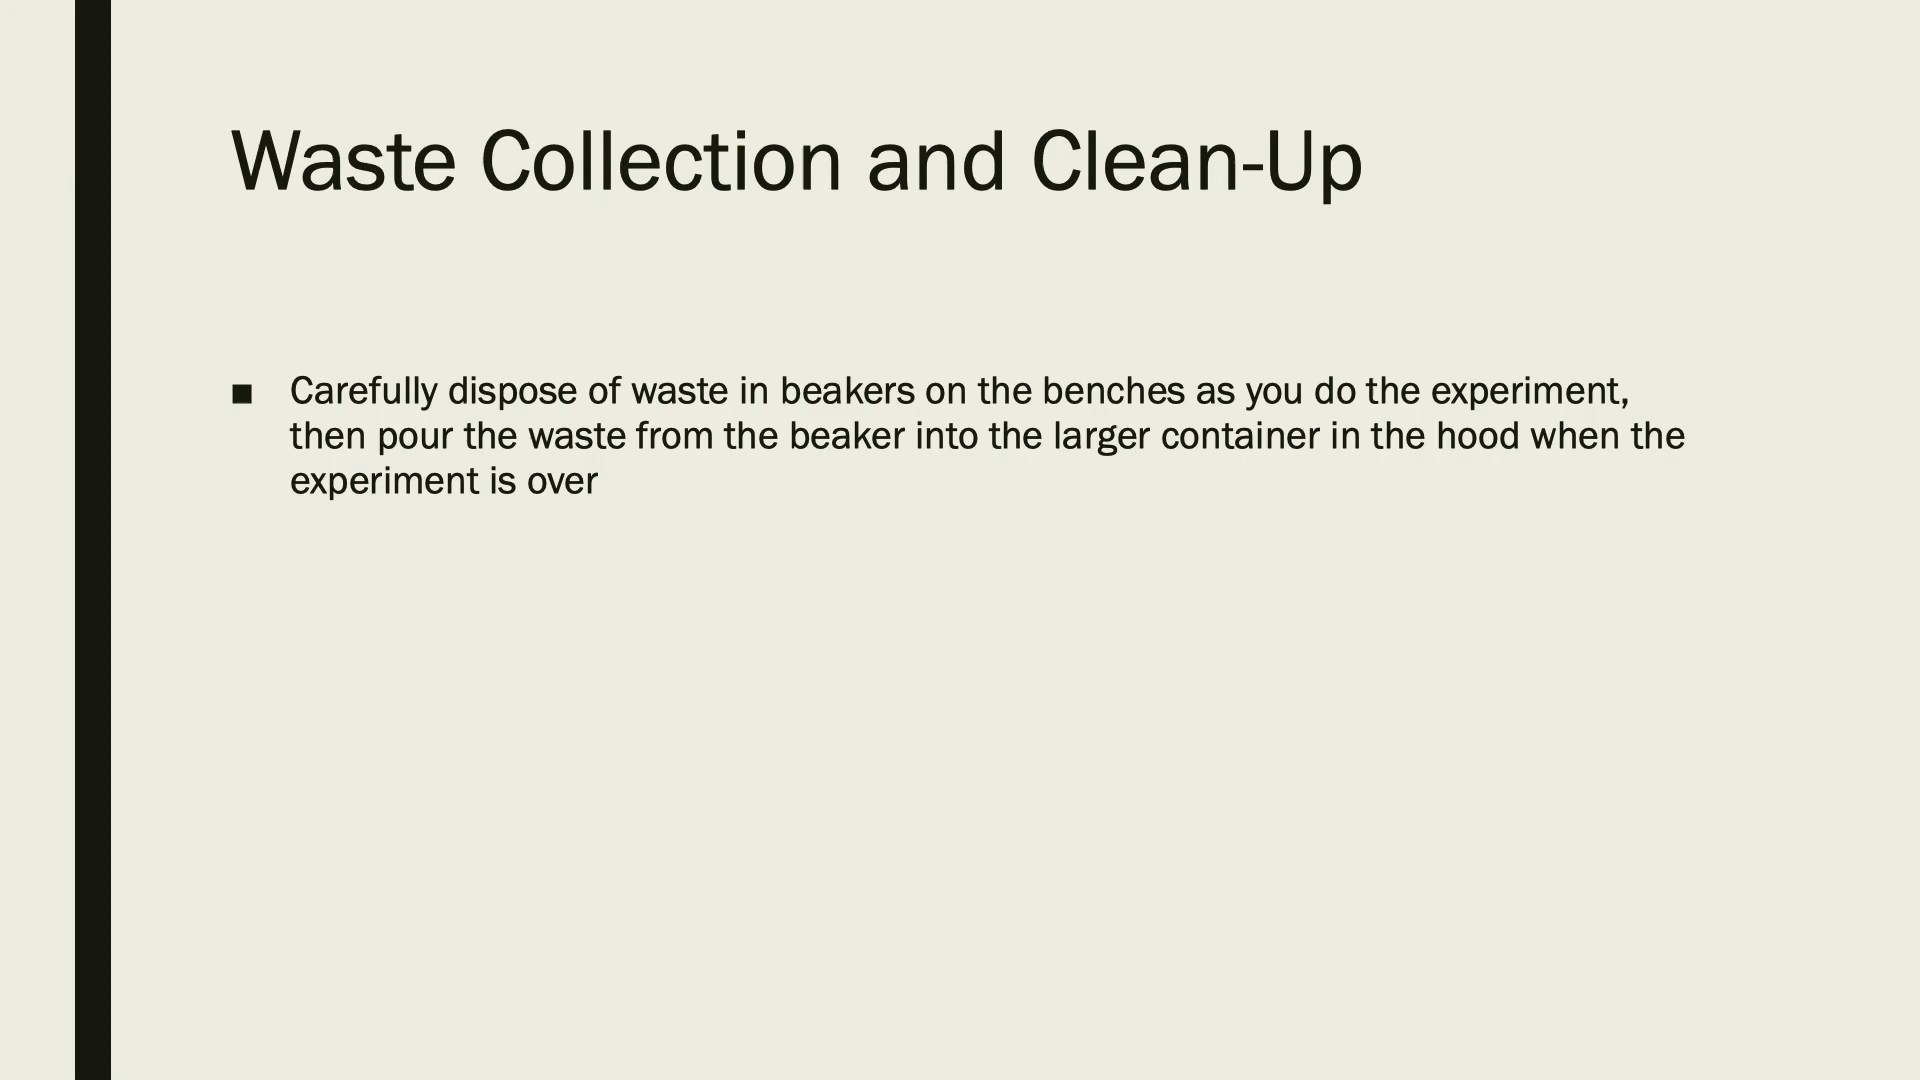 Waste Collection and Clean-Up
■ Carefully dispose of waste in beakers on the benches as you do the experiment,
then pour the waste from the beaker into the larger container in the hood when the
experiment is over